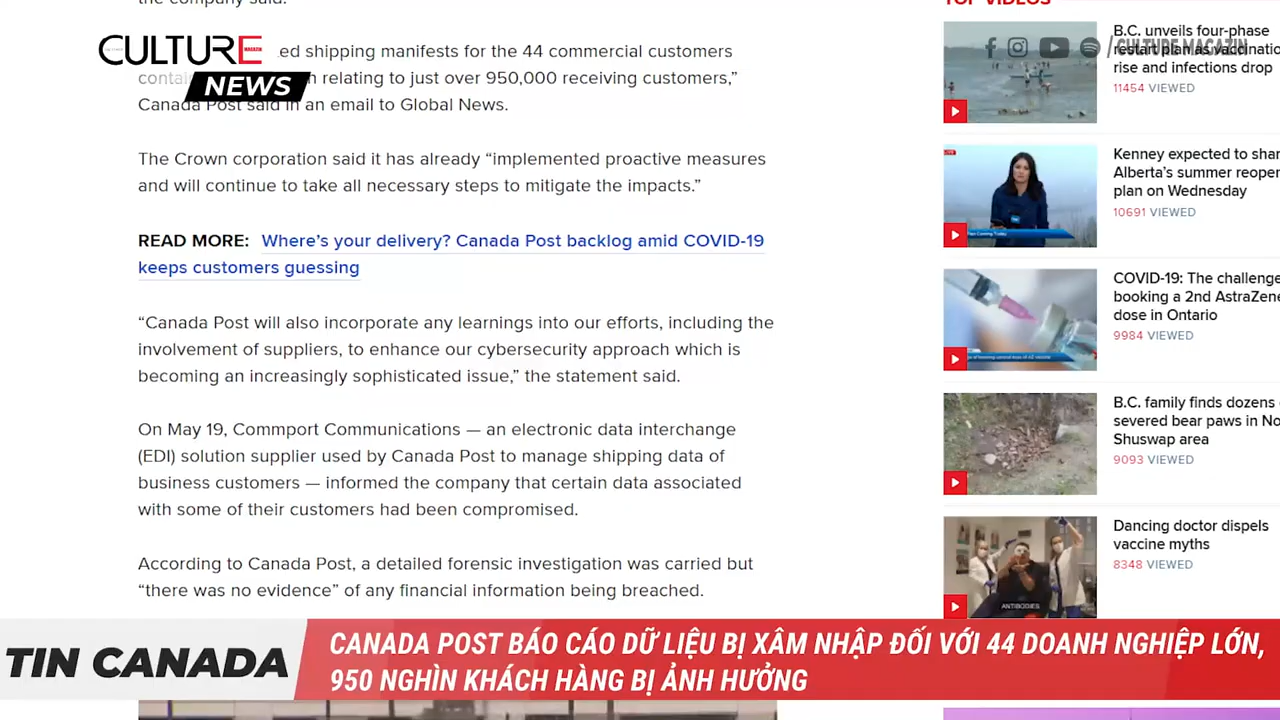 the company said.
CULTURE
MAGAZIN
NEWS
ed shipping manifests for the 44 commercial customers
relating to just over 950,000 receiving customers,”
Canada Post said in an email to Global News.
The Crown corporation said it has already “implemented proactive measures
and will continue to take all necessary steps to mitigate the impacts.”
READ MORE: Where’s your delivery? Canada Post backlog amid COVID-19
keeps customers guessing
“Canada Post will also incorporate any learnings into our efforts, including the
involvement of suppliers, to enhance our cybersecurity approach which is
becoming an increasingly sophisticated issue,” the statement said.
On May 19, Commport Communications — an electronic data interchange
(EDI) solution supplier used by Canada Post to manage shipping data of
business customers — informed the company that certain data associated
with some of their customers had been compromised.
According to Canada Post, a detailed forensic investigation was carried but
“there was no evidence” of any financial information being breached.
TOP VIDEOS
/CULTURE MAGAZIN
B.C. unveils four-phase
restart plan as vaccinatio
rise and infections drop
11454 VIEWED
Kenney expected to shar
Alberta’s summer reoper
plan on Wednesday
10691 VIEWED
COVID-19: The challenge
booking a 2nd AstraZene
dose in Ontario
9984 VIEWED
B.C. family finds dozens
severed bear paws in No
Shuswap area
9093 VIEWED
Dancing doctor dispels
vaccine myths
8348 VIEWED
ANTIBODIES
TIN CANADA
CANADA POST BÁO CÁO DỮ LIỆU BỊ XÂM NHẬP ĐỐI VỚI 44 DOANH NGHIỆP LỚN,
950 NGHÌN KHÁCH HÀNG BỊ ẢNH HƯỞNG